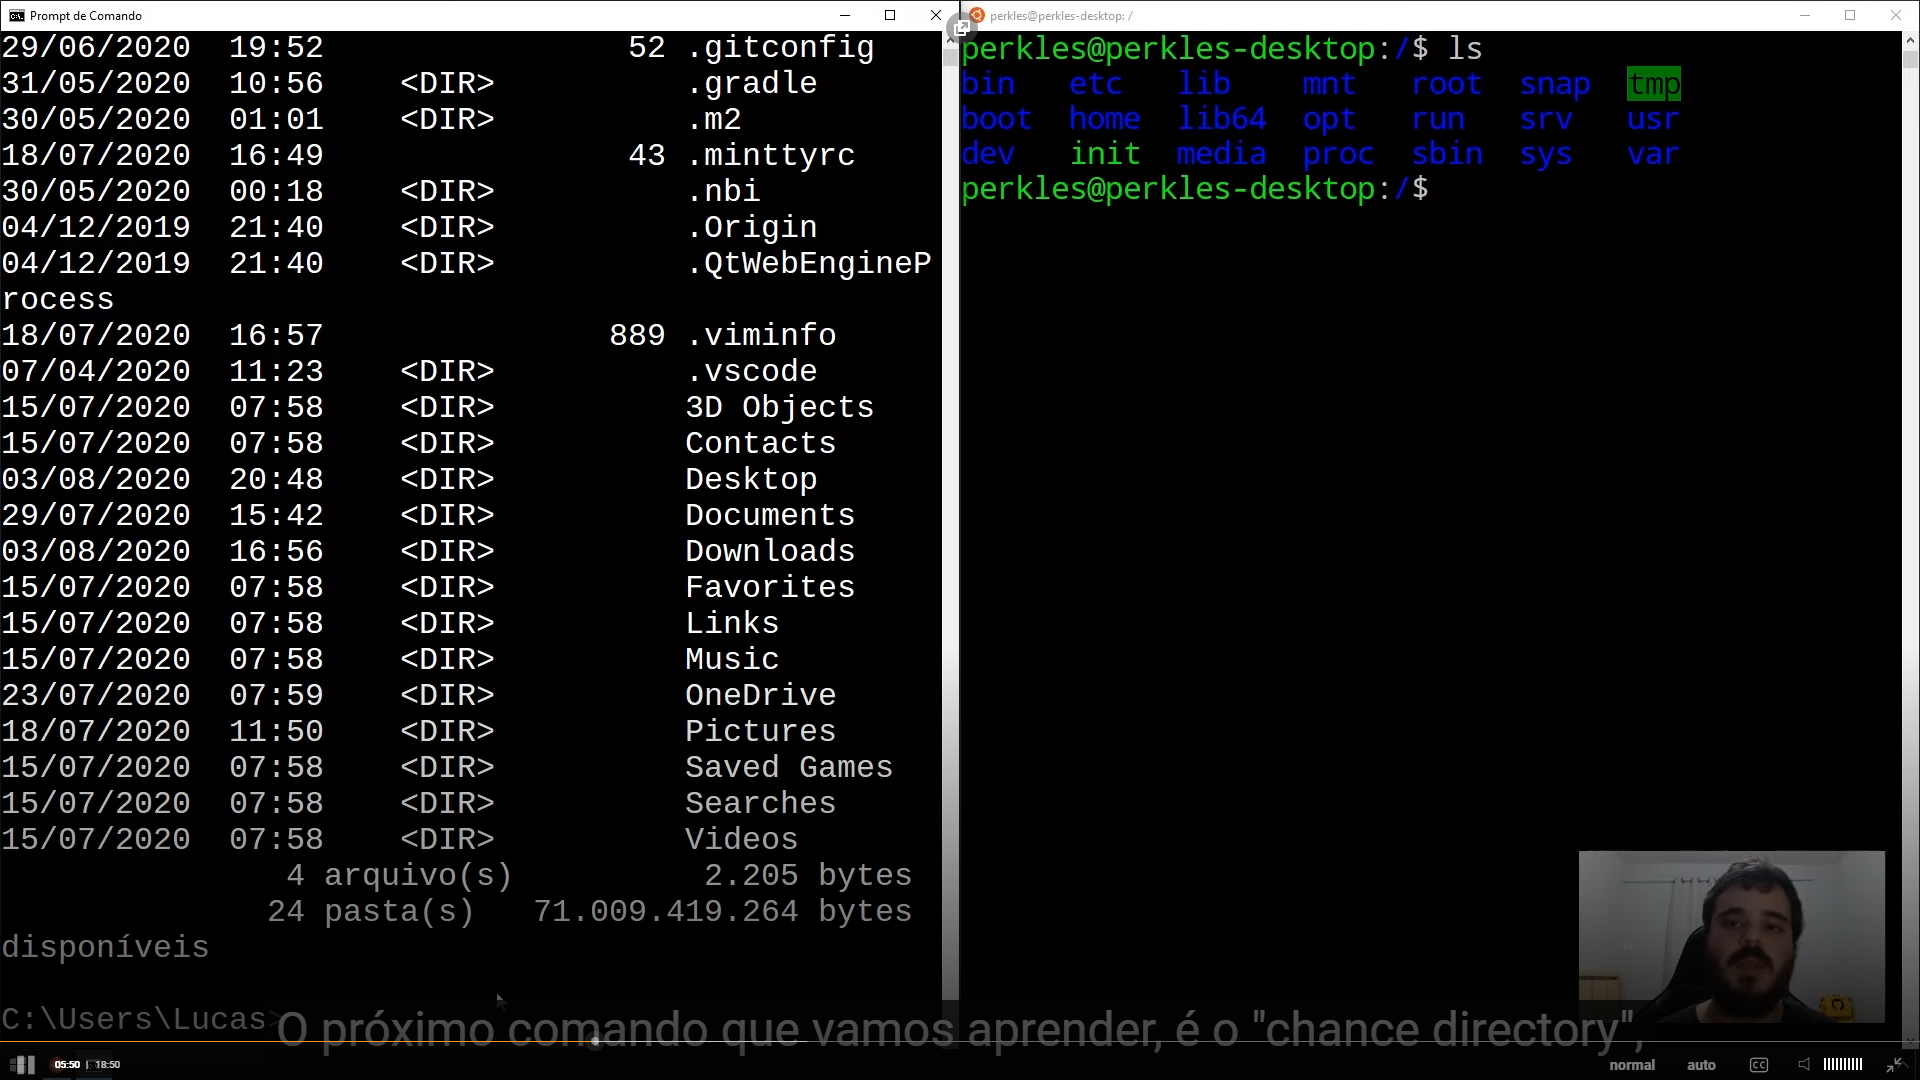 Prompt de Comando
29/06/2020 19:52 52 .gitconfig
31/05/2020 10:56 <DIR> .gradle
30/05/2020 01:01 <DIR> .m2
18/07/2020 16:49 43 .minttyrc
30/05/2020 00:18 <DIR> .nbi
04/12/2019 21:40 <DIR> .Origin
04/12/2019 21:40 <DIR> .QtWebEngineP
rocess
18/07/2020 16:57 889 .viminfo
07/04/2020 11:23 <DIR> .vscode
15/07/2020 07:58 <DIR> 3D Objects
15/07/2020 07:58 <DIR> Contacts
03/08/2020 20:48 <DIR> Desktop
29/07/2020 15:42 <DIR> Documents
03/08/2020 16:56 <DIR> Downloads
15/07/2020 07:58 <DIR> Favorites
15/07/2020 07:58 <DIR> Links
15/07/2020 07:58 <DIR> Music
23/07/2020 07:59 <DIR> OneDrive
18/07/2020 11:50 <DIR> Pictures
15/07/2020 07:58 <DIR> Saved Games
15/07/2020 07:58 <DIR> Searches
15/07/2020 07:58 <DIR> Videos
4 arquivo(s) 2.205 bytes
24 pasta(s) 71.009.419.264 bytes
disponíveis
C:\Users\Lucas>
perkles@perkles-desktop: /
perkles@perkles-desktop:/$ ls
bin etc lib mnt root snap tmp
boot home lib64 opt run srv usr
dev init media proc sbin sys var
perkles@perkles-desktop:/$
O próximo comando que vamos aprender, é o "chance directory",
05:50 | 18:50
normal auto CC